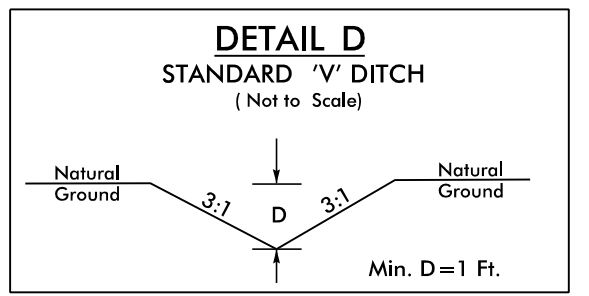 DETAIL D
STANDARD 'V' DITCH
( Not to Scale)
Natural
Ground
3:1
D
3:1
Natural
Ground
Min. D=1 Ft.